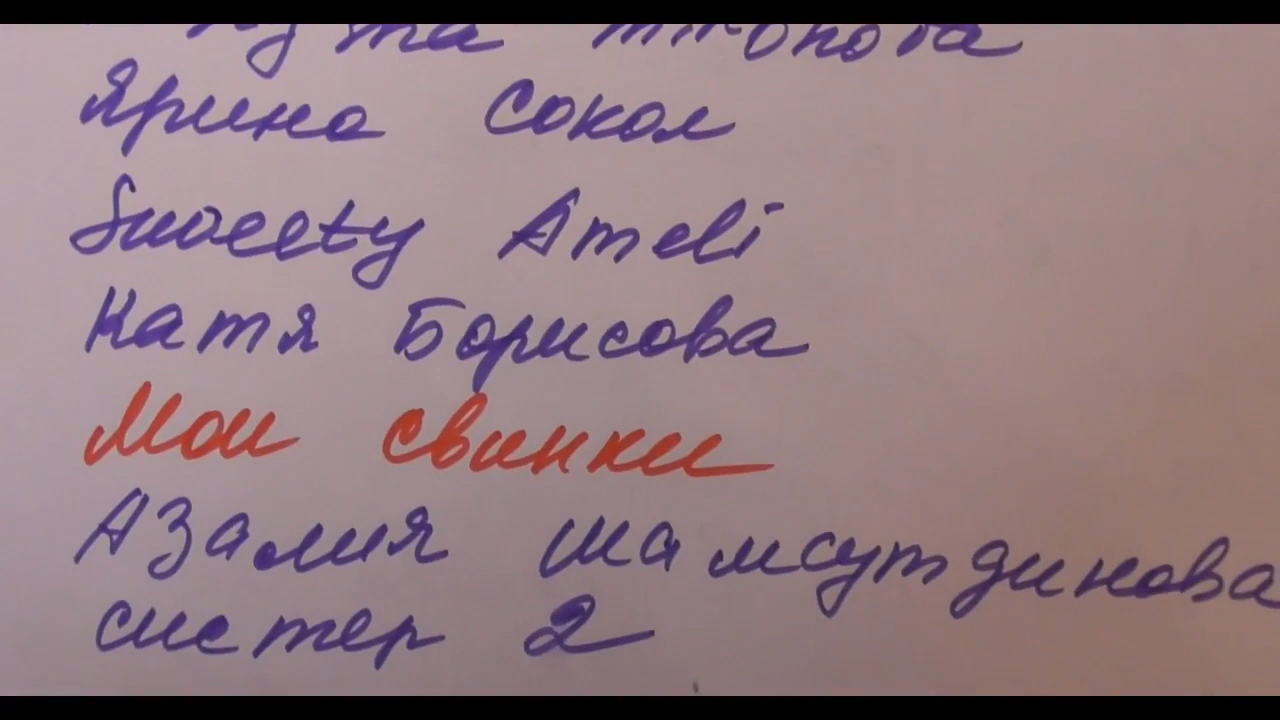 Ярина Сокол
Sweety Ameli
Катя Борисова
Мои свинки
Азалия шамсутдинова
систер 2